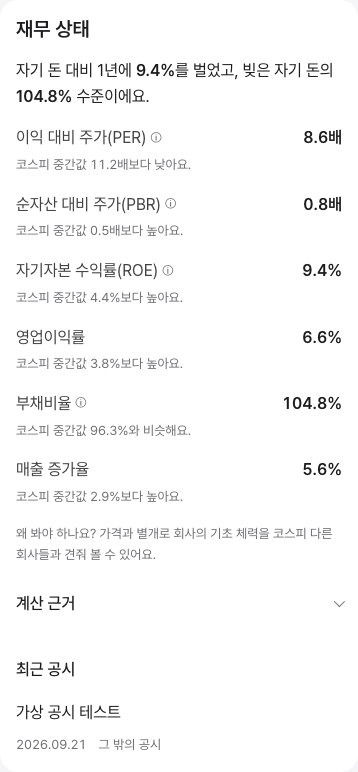 재무 상태
자기 돈 대비 1년에 9.4%를 벌었고, 빚은 자기 돈의
104.8% 수준이에요.
이익 대비 주가(PER) ⓘ 8.6배
코스피 중간값 11.2배보다 낮아요.
순자산 대비 주가(PBR) ⓘ 0.8배
코스피 중간값 0.5배보다 높아요.
자기자본 수익률(ROE) ⓘ 9.4%
코스피 중간값 4.4%보다 높아요.
영업이익률 6.6%
코스피 중간값 3.8%보다 높아요.
부채비율 ⓘ 104.8%
코스피 중간값 96.3%와 비슷해요.
매출 증가율 5.6%
코스피 중간값 2.9%보다 높아요.
왜 봐야 하나요? 가격과 별개로 회사의 기초 체력을 코스피 다른
회사들과 견줘 볼 수 있어요.
계산 근거
최근 공시
가상 공시 테스트
2026.09.21 그 밖의 공시